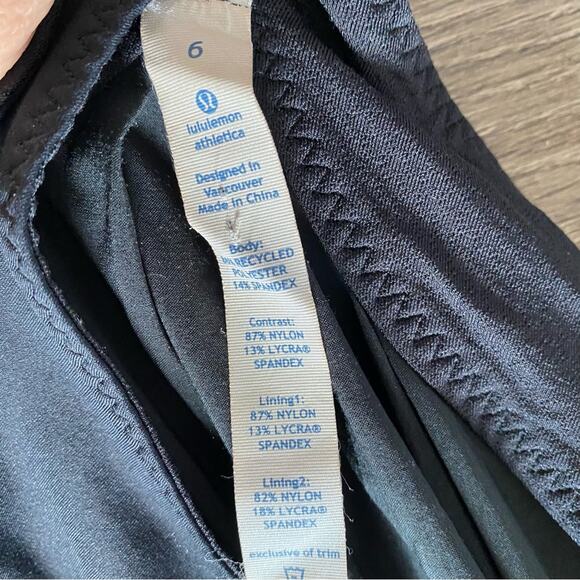 6
lululemon
athletica
Designed in
Vancouver
Made in China
Body:
RECYCLED
POLYESTER
14% SPANDEX
Contrast:
87% NYLON
13% LYCRA®
SPANDEX
Lining1:
87% NYLON
13% LYCRA®
SPANDEX
Lining2:
82% NYLON
18% LYCRA®
SPANDEX
exclusive of trim